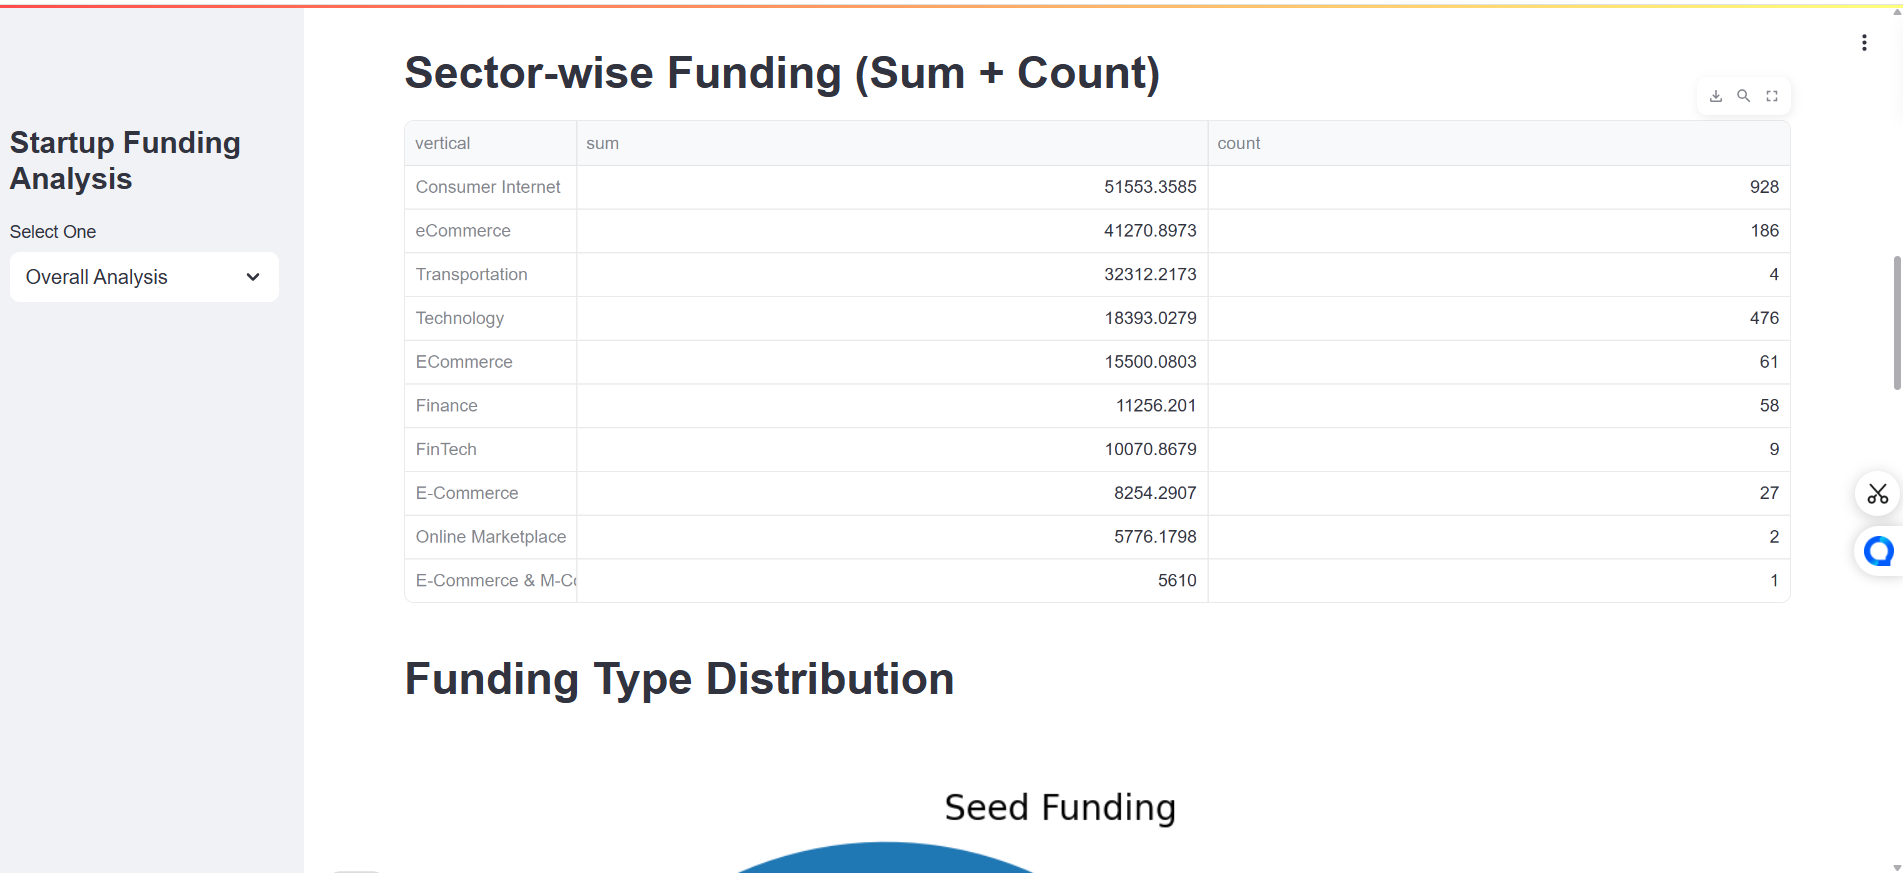 Startup Funding
Analysis
Select One
Overall Analysis
Sector-wise Funding (Sum + Count)
vertical sum count
Consumer Internet 51553.3585 928
eCommerce 41270.8973 186
Transportation 32312.2173 4
Technology 18393.0279 476
ECommerce 15500.0803 61
Finance 11256.201 58
FinTech 10070.8679 9
E-Commerce 8254.2907 27
Online Marketplace 5776.1798 2
E-Commerce & 5610 1
Funding Type Distribution
Seed Funding